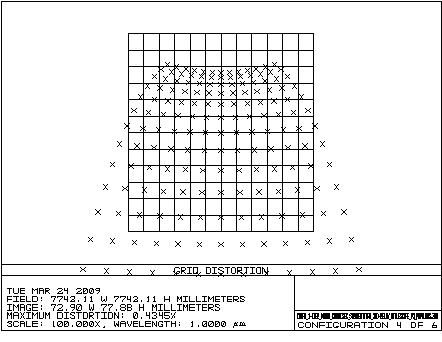 GRID DISTORTION
TUE MAR 24 2009
FIELD: 7742.11 W 7742.11 H MILLIMETERS
IMAGE: 72.90 W 77.88 H MILLIMETERS
MAXIMUM DISTORTION: 0.4345%
SCALE: 100.000X, WAVELENGTH: 1.0000 µm
CONFIGURATION 4 OF 6